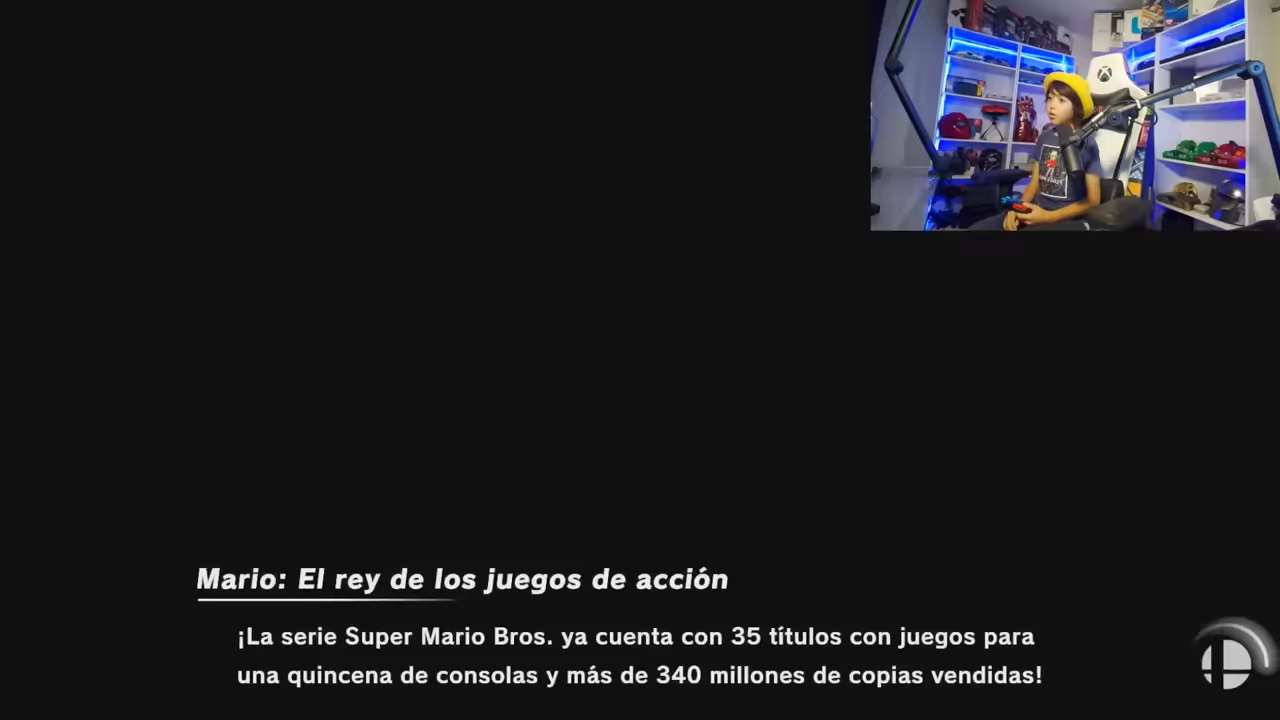 Mario: El rey de los juegos de acción
¡La serie Super Mario Bros. ya cuenta con 35 títulos con juegos para
una quincena de consolas y más de 340 millones de copias vendidas!